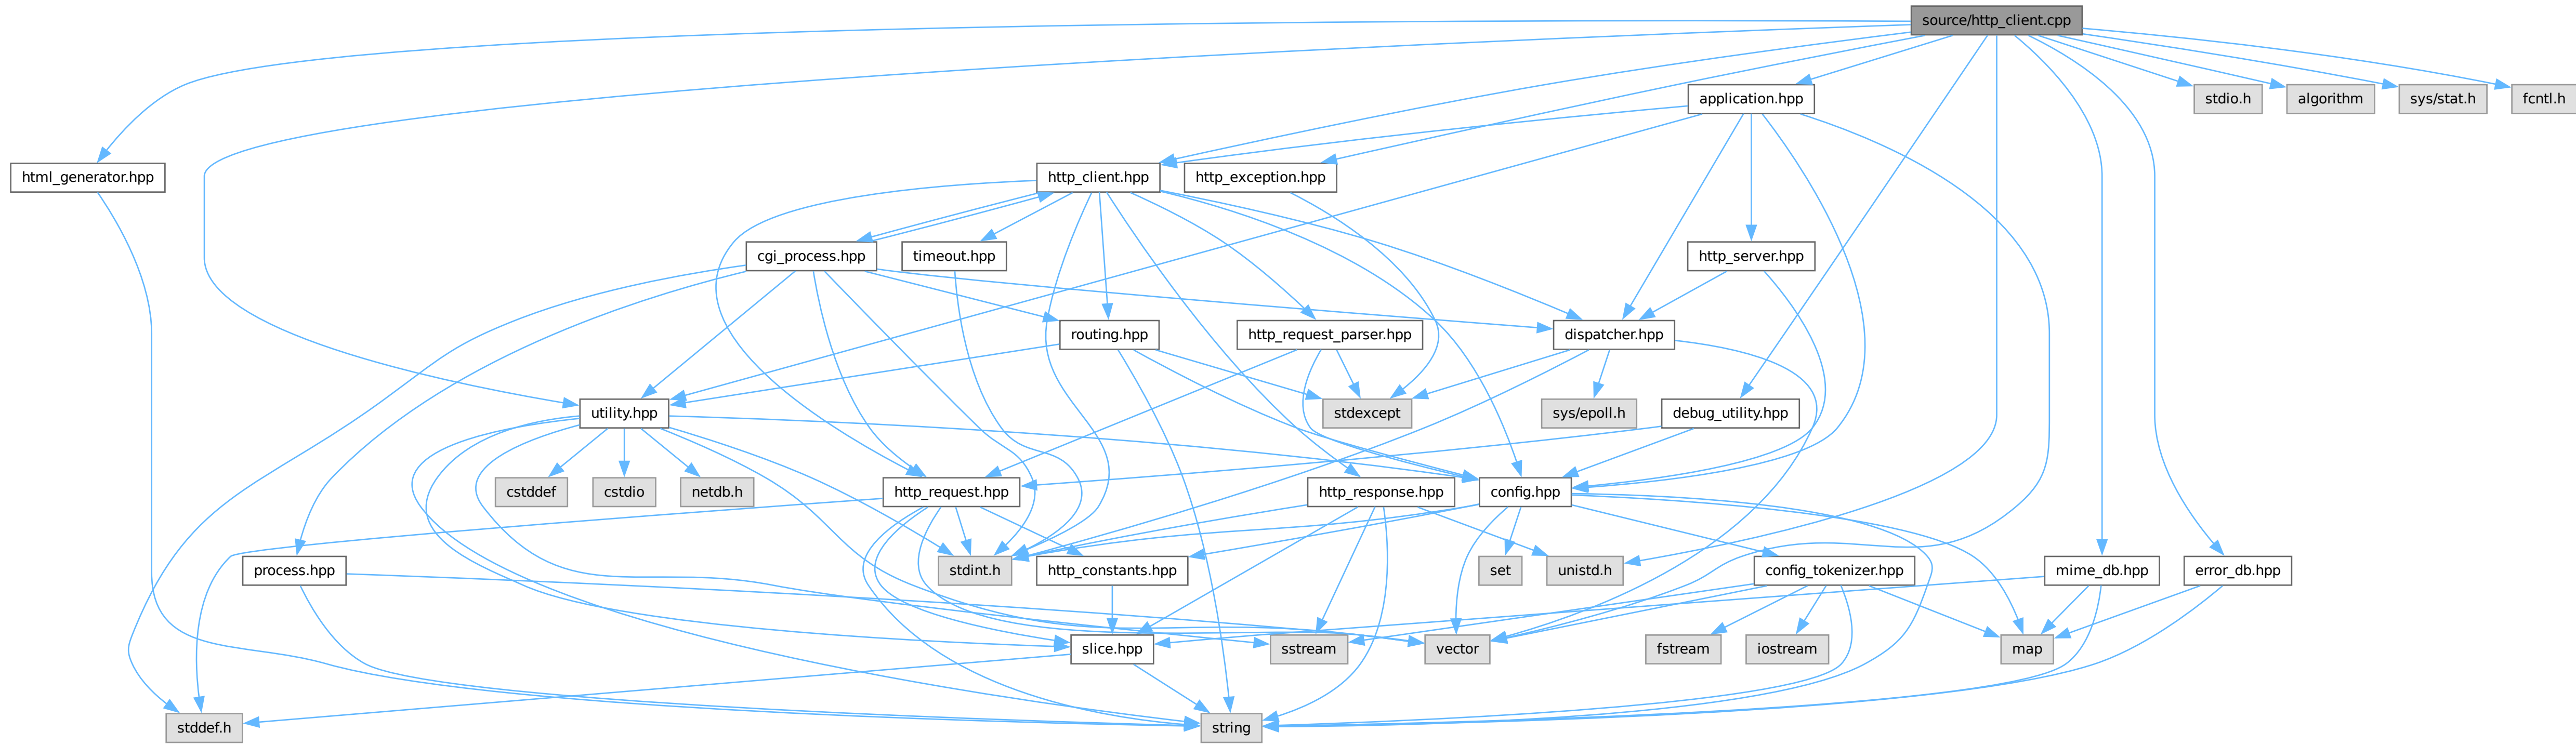 source/http_client.cpp
application.hpp
stdio.h
algorithm
sys/stat.h
fcntl.h
html_generator.hpp
http_client.hpp
http_exception.hpp
cgi_process.hpp
timeout.hpp
http_server.hpp
routing.hpp
http_request_parser.hpp
dispatcher.hpp
utility.hpp
stdexcept
sys/epoll.h
debug_utility.hpp
cstddef
cstdio
netdb.h
http_request.hpp
http_response.hpp
config.hpp
process.hpp
stdint.h
http_constants.hpp
set
unistd.h
config_tokenizer.hpp
mime_db.hpp
error_db.hpp
slice.hpp
sstream
vector
fstream
iostream
map
stddef.h
string